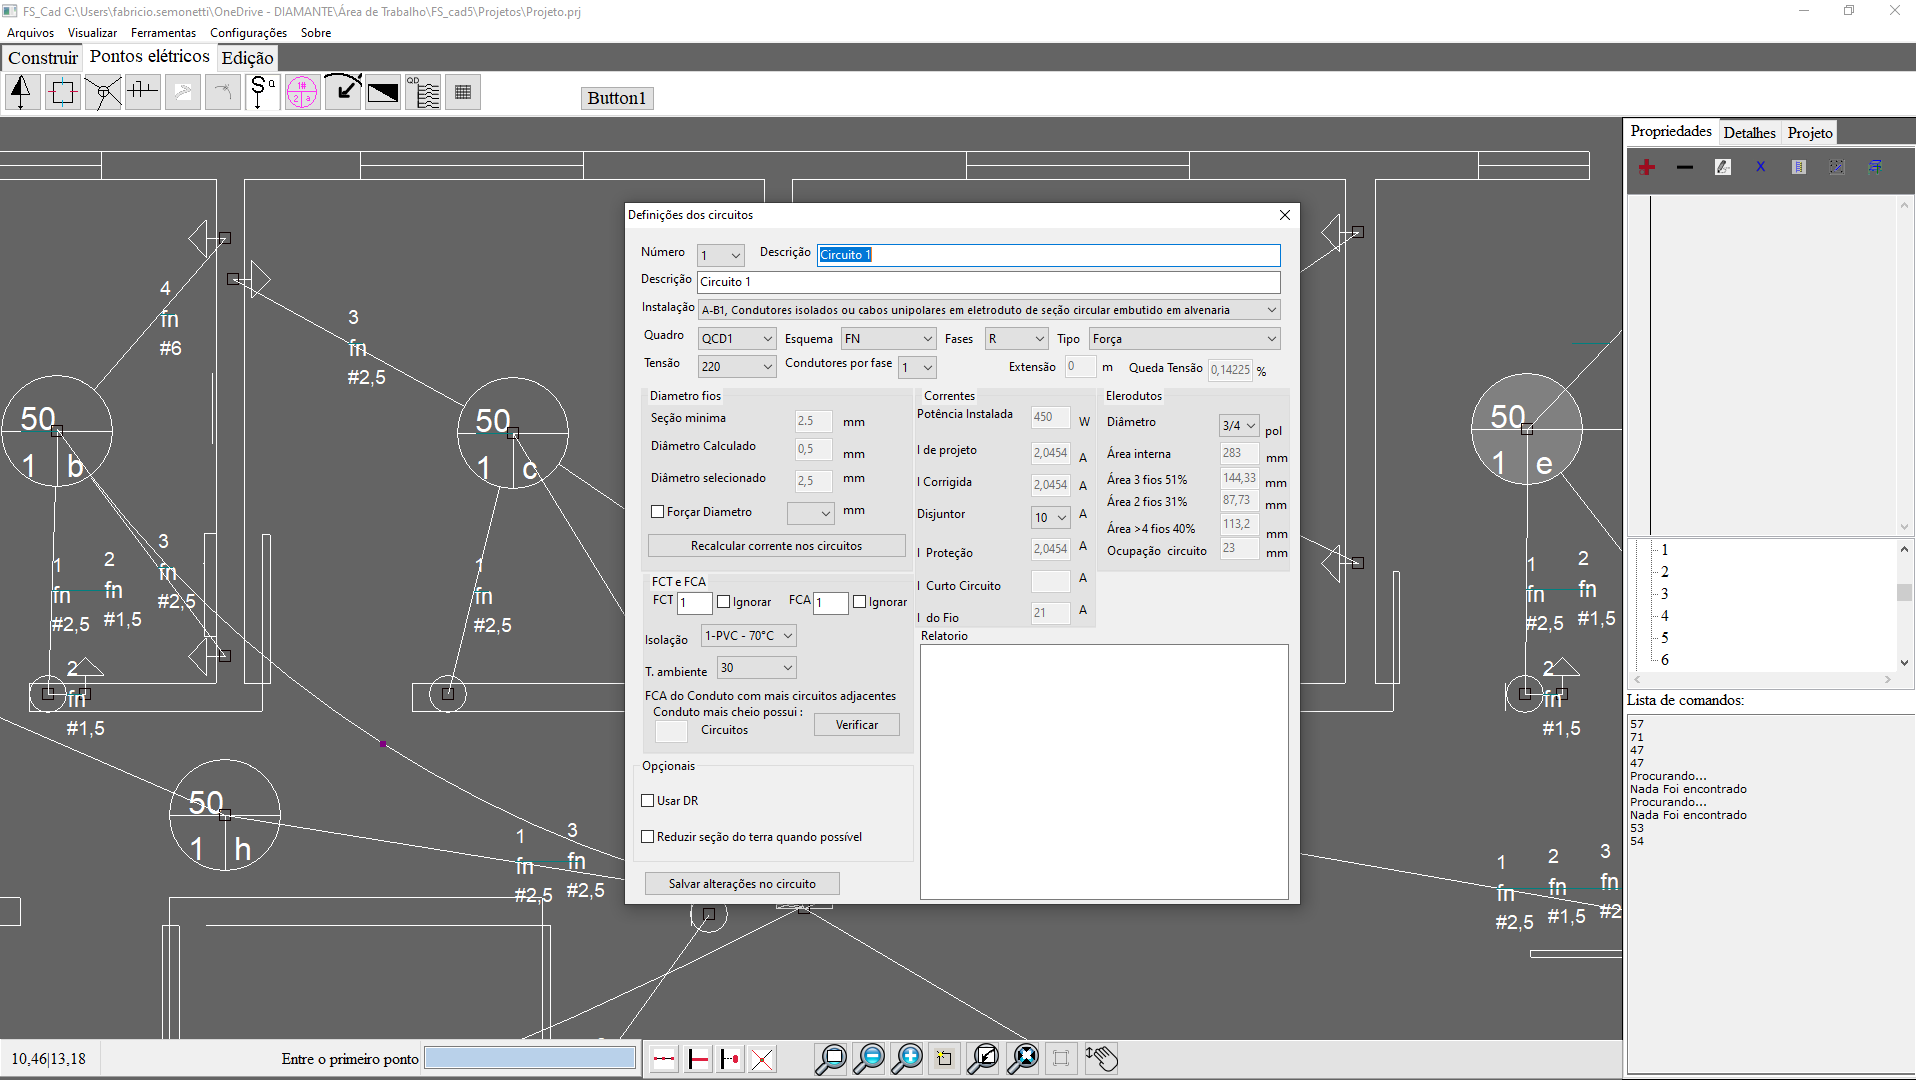 FS_Cad C:\Users\fabricio.semonetti\OneDrive - DIAMANTE\Área de Trabalho\FS_cad5\Projetos\Projeto.prj
Arquivos Visualizar Ferramentas Configurações Sobre
Construir Pontos elétricos Edição
S a
1#
2 a
QD
Button1
Propriedades Detalhes Projeto
4
fn
#6
3
fn
#2,5
50
1 b
50
1 c
50
1 e
1
fn
#2,5
2
fn
#1,5
3
fn
#2,5
1
fn
#2,5
2
fn
#1,5
50
1 h
1
fn
#2,5
3
fn
#2,5
1
fn
#2,5
2
fn
#1,5
2
fn
#1,5
1
fn
#2,5
2
fn
#1,5
3
fn
#2
Definições dos circuitos
Número 1 Descrição Circuito 1
Descrição Circuito 1
Instalação A-B1, Condutores isolados ou cabos unipolares em eletroduto de seção circular embutido em alvenaria
Quadro QCD1 Esquema FN Fases R Tipo Força
Tensão 220 Condutores por fase 1 Extensão 0 m Queda Tensão 0,14225 %
Diametro fios
Seção minima 2.5 mm
Diâmetro Calculado 0,5 mm
Diâmetro selecionado 2,5 mm
Forçar Diametro mm
Recalcular corrente nos circuitos
Correntes
Potência Instalada 450 W
I de projeto 2,0454 A
I Corrigida 2,0454 A
Disjuntor 10 A
I Proteção 2,0454 A
I Curto Circuito A
I do Fio 21 A
Elerodutos
Diâmetro 3/4 pol
Área interna 283 mm
Área 3 fios 51% 144,33 mm
Área 2 fios 31% 87,73 mm
Área >4 fios 40% 113,2 mm
Ocupação circuito 23 mm
FCT e FCA
FCT 1 Ignorar FCA 1 Ignorar
Isolação 1-PVC - 70°C
T. ambiente 30
FCA do Conduto com mais circuitos adjacentes
Conduto mais cheio possui :
Circuitos Verificar
Opçionais
Usar DR
Reduzir seção do terra quando possível
Salvar alterações no circuito
Relatorio
1
2
3
4
5
6
Lista de comandos:
57
71
47
47
Procurando...
Nada Foi encontrado
Procurando...
Nada Foi encontrado
53
54
10,46|13,18 Entre o primeiro ponto